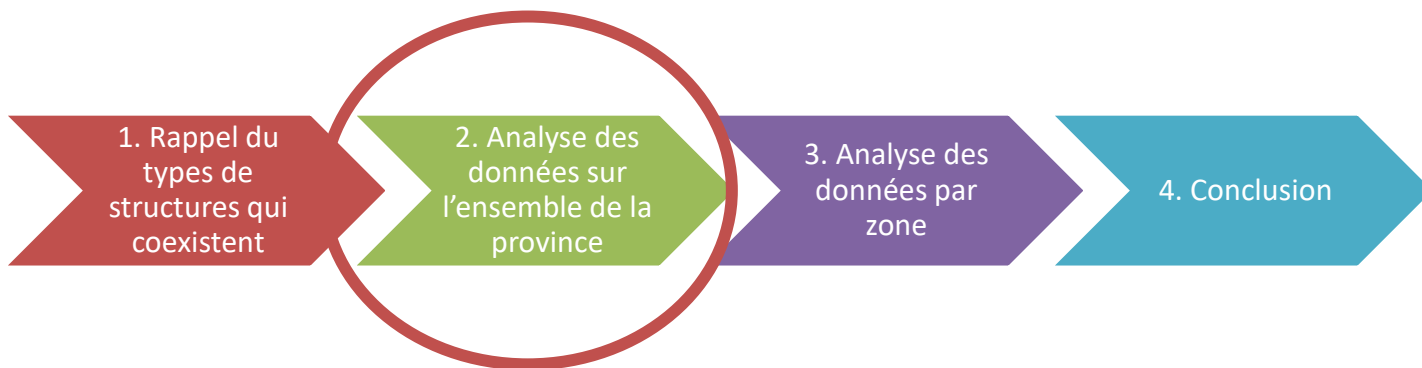 1. Rappel du
types de
structures qui
coexistent
2. Analyse des
données sur
l’ensemble de la
province
3. Analyse des
données par
zone
4. Conclusion